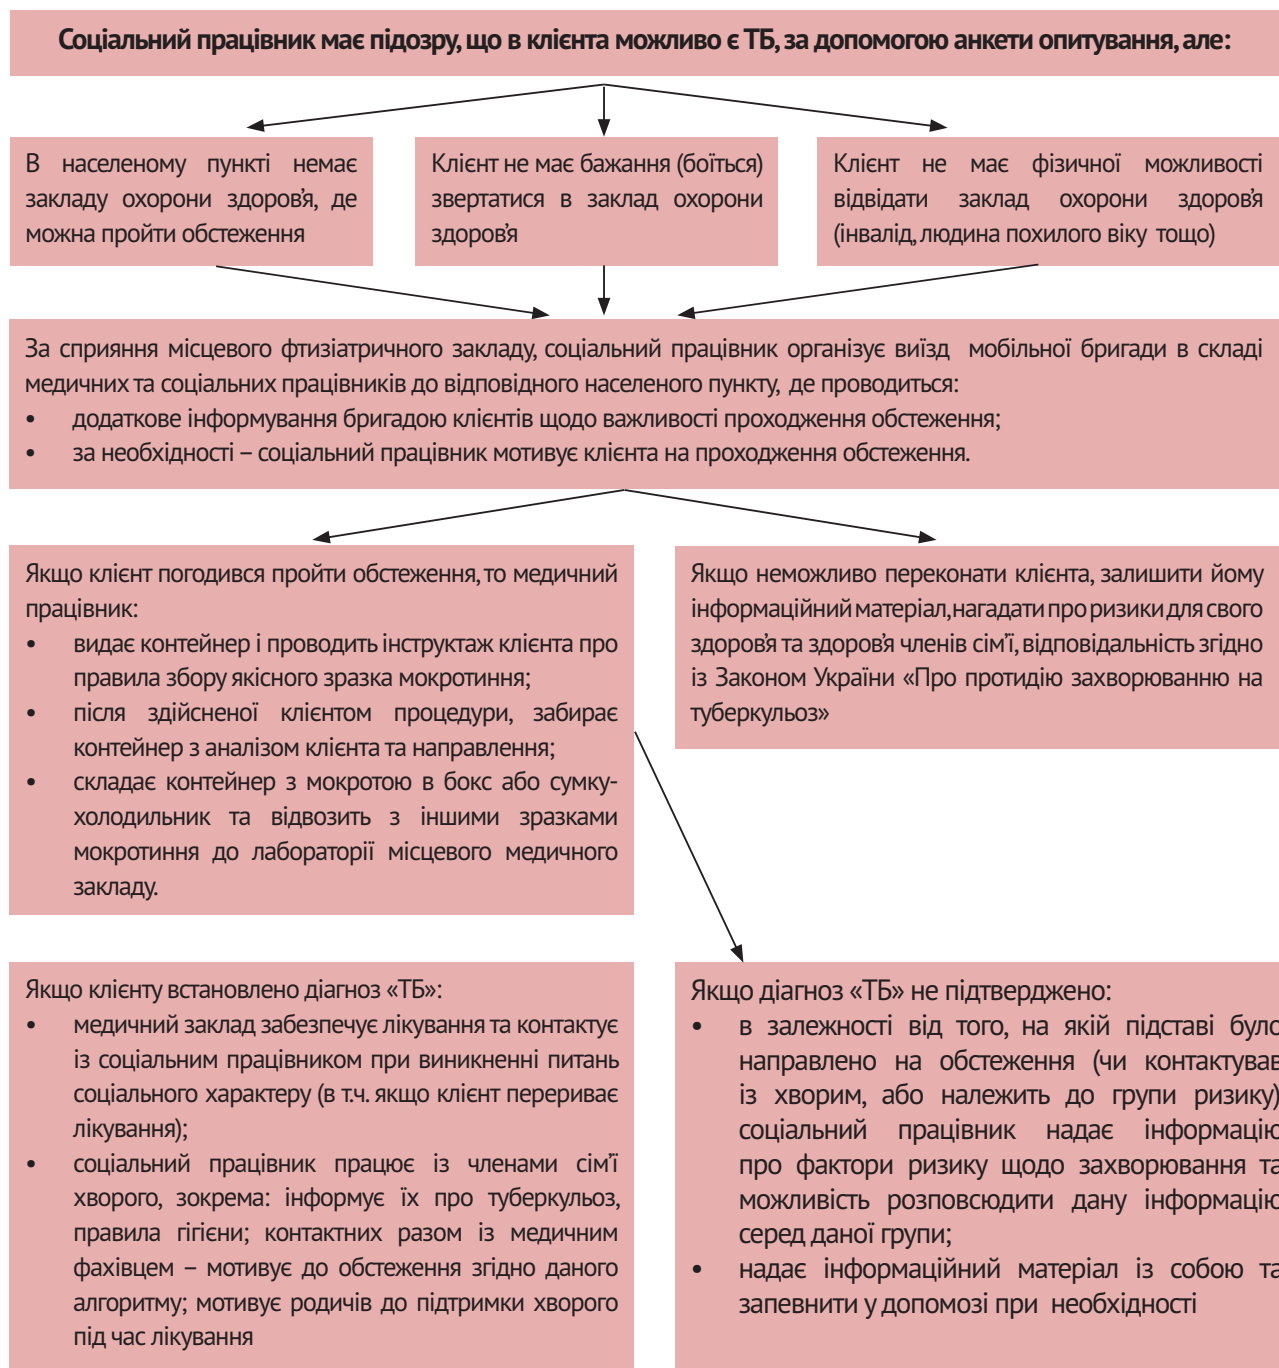 Соціальний працівник має підозру, що в клієнта можливо є ТБ, за допомогою анкети опитування, але:
В населеному пункті немає
закладу охорони здоров'я, де
можна пройти обстеження
Клієнт не має бажання (боїться)
звертатися в заклад охорони
здоров'я
Клієнт не має фізичної можливості
відвідати заклад охорони здоров'я
(інвалід, людина похилого віку тощо)
За сприяння місцевого фтизіатричного закладу, соціальний працівник організує виїзд мобільної бригади в складі
медичних та соціальних працівників до відповідного населеного пункту, де проводиться:
• додаткове інформування бригадою клієнтів щодо важливості проходження обстеження;
• за необхідності – соціальний працівник мотивує клієнта на проходження обстеження.
Якщо клієнт погодився пройти обстеження, то медичний
працівник:
• видає контейнер і проводить інструктаж клієнта про
правила збору якісного зразка мокротиння;
• після здійсненої клієнтом процедури, забирає
контейнер з аналізом клієнта та направлення;
• складає контейнер з мокротою в бокс або сумку-
холодильник та відвозить з іншими зразками
мокротиння до лабораторії місцевого медичного
закладу.
Якщо неможливо переконати клієнта, залишити йому
інформаційний матеріал, нагадати про ризики для свого
здоров'я та здоров'я членів сім'ї, відповідальність згідно
із Законом України «Про протидію захворюванню на
туберкульоз»
Якщо клієнту встановлено діагноз «ТБ»:
• медичний заклад забезпечує лікування та контактує
із соціальним працівником при виникненні питань
соціального характеру (в т.ч. якщо клієнт перериває
лікування);
• соціальний працівник працює із членами сім'ї
хворого, зокрема: інформує їх про туберкульоз,
правила гігієни; контактних разом із медичним
фахівцем – мотивує до обстеження згідно даного
алгоритму; мотивує родичів до підтримки хворого
під час лікування
Якщо діагноз «ТБ» не підтверджено:
• в залежності від того, на якій підставі було
направлено на обстеження (чи контактував
із хворим, або належить до групи ризику)
соціальний працівник надає інформацію
про фактори ризику щодо захворювання та
можливість розповсюдити дану інформацію
серед даної групи;
• надає інформаційний матеріал із собою та
запевнити у допомозі при необхідності